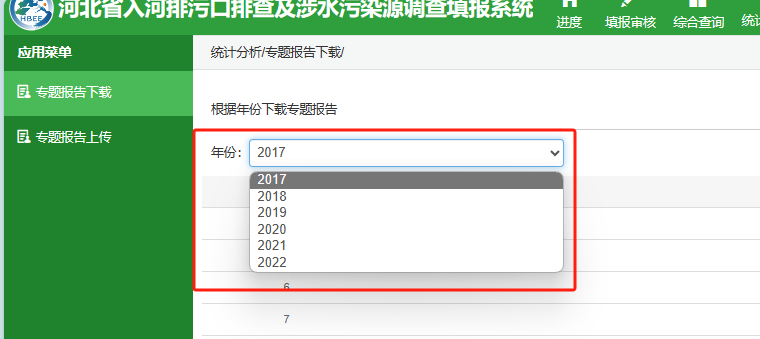 河北省入河排污口排查及涉水污染源调查填报系统
HBEE
进度
填报审核
综合查询
应用菜单
统计分析/专题报告下载/
专题报告下载
根据年份下载专题报告
专题报告上传
年份：
2017
2017
2018
2019
2020
2021
2022
6
7